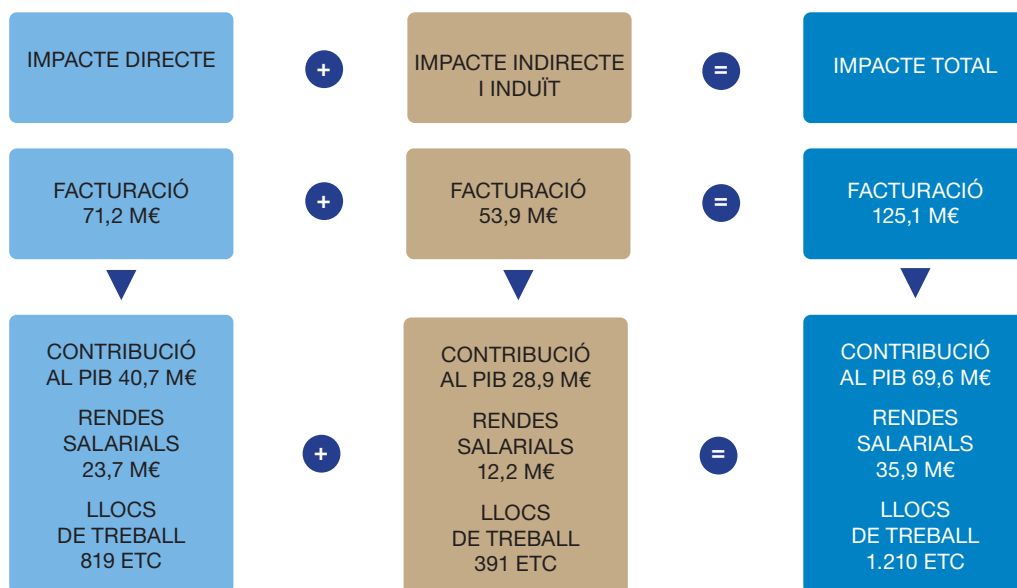 IMPACTE DIRECTE
+
IMPACTE INDIRECTE
I INDUÏT
=
IMPACTE TOTAL
FACTURACIÓ
71,2 M€
+
FACTURACIÓ
53,9 M€
=
FACTURACIÓ
125,1 M€
CONTRIBUCIÓ
AL PIB 40,7 M€
RENDES
SALARIALS
23,7 M€
LLOCS
DE TREBALL
819 ETC
+
CONTRIBUCIÓ
AL PIB 28,9 M€
RENDES
SALARIALS
12,2 M€
LLOCS
DE TREBALL
391 ETC
=
CONTRIBUCIÓ
AL PIB 69,6 M€
RENDES
SALARIALS
35,9 M€
LLOCS
DE TREBALL
1.210 ETC